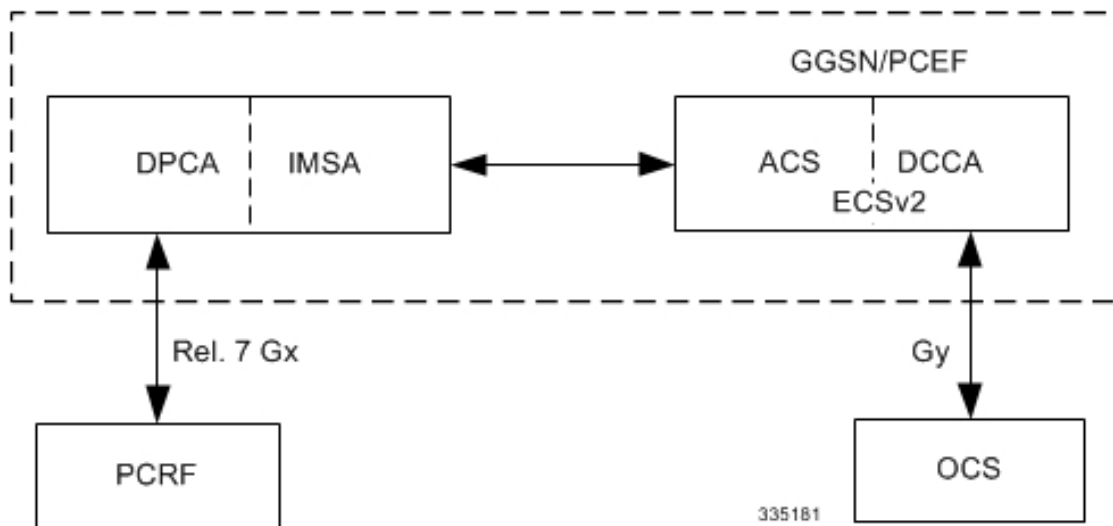 GGSN/PCEF
DPCA IMSA
ACS DCCA
ECSv2
Rel. 7 Gx
Gy
PCRF
OCS
335181